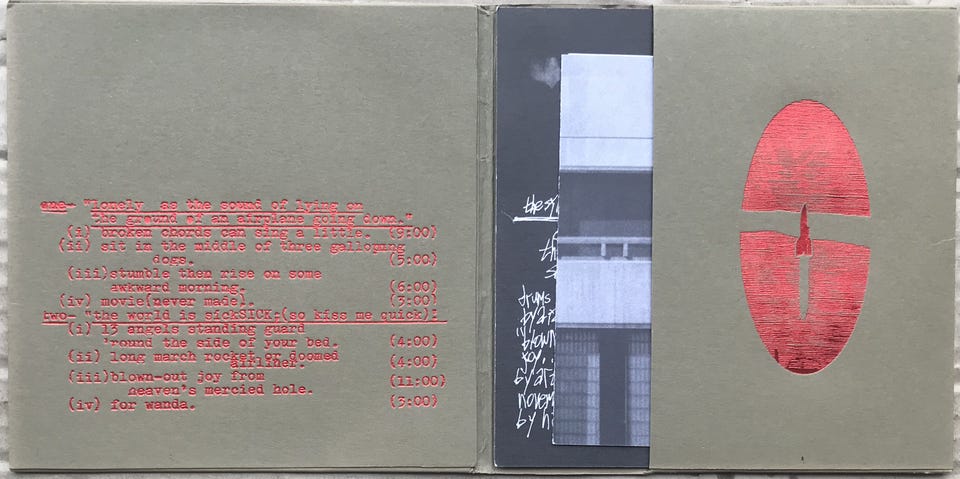 one- "lonely as the sound of lying on
the ground of an airplane going down."
(i) broken chords can sing a little. (9:00)
(ii) sit in the middle of three galloping
dogs. (5:00)
(iii)stumble then rise on some
awkward morning. (6:00)
(iv) movie(never made). (3:00)
two- "the world is sickSICK;(so kiss me quick)!
(i) 13 angels standing guard
'round the side of your bed. (4:00)
(ii) long march rocket or doomed
airliner. (4:00)
(iii)blown-out joy from
heaven's mercied hole. (11:00)
(iv) for wanda. (3:00)
drums
joy.
by